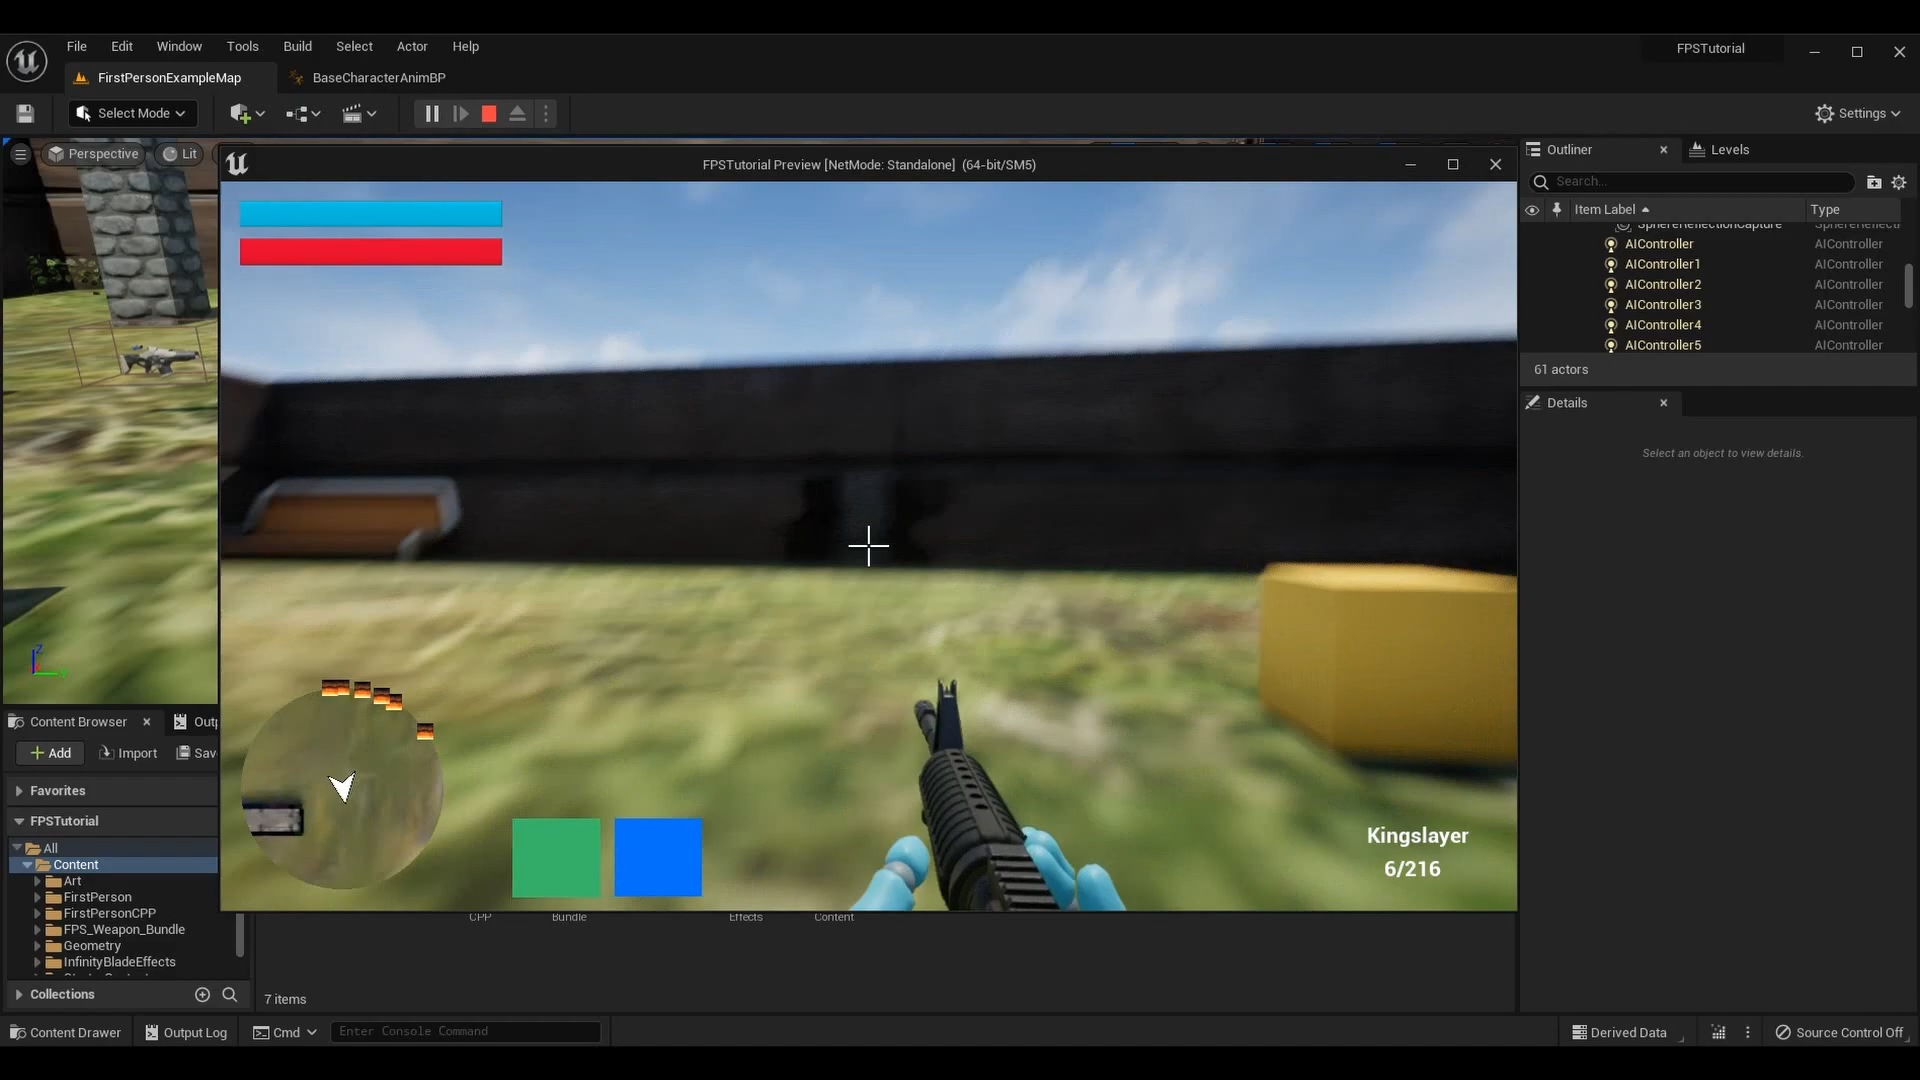 File Edit Window Tools Build Select Actor Help
FPSTutorial
FirstPersonExampleMap
BaseCharacterAnimBP
Select Mode
Settings
Perspective
Lit
FPSTutorial Preview [NetMode: Standalone] (64-bit/SM5)
Outliner
Levels
Search...
Item Label
Type
SphereReflectionCapture
AIController AIController
AIController1 AIController
AIController2 AIController
AIController3 AIController
AIController4 AIController
AIController5 AIController
61 actors
Details
Select an object to view details.
Kingslayer
6/216
Content Browser
Outp
Add
Import
Sav
Favorites
FPSTutorial
All
Content
Art
FirstPerson
FirstPersonCPP
FPS_Weapon_Bundle
Geometry
InfinityBladeEffects
Collections
CPP
Bundle
Effects
Content
7 items
Content Drawer
Output Log
Cmd
Enter Console Command
Derived Data
Source Control Off